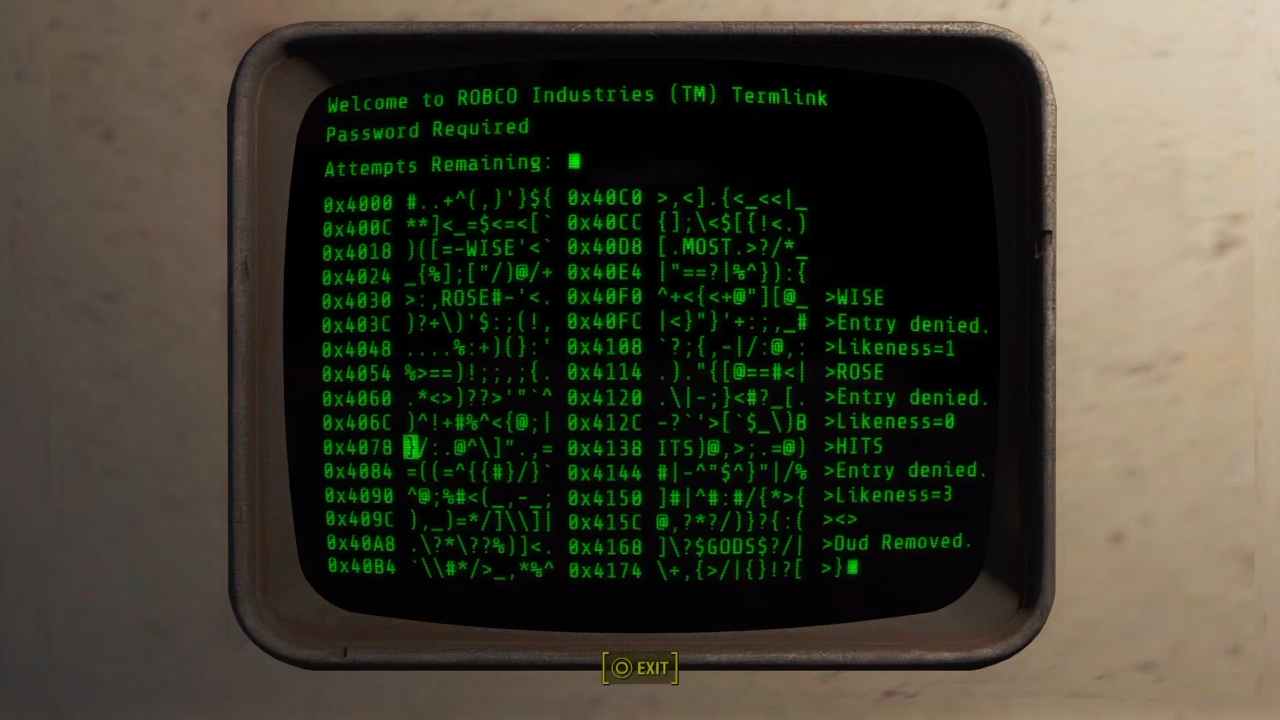 Welcome to ROBCO Industries (TM) Termlink
Password Required
Attempts Remaining: ■
0x4000 #..+^(,)'}${ 0x40C0 >,<].{<_<<|_
0x400C **]<_=$<=<[` 0x40CC {];\<$[{!<.)
0x4018 )([=-WISE'<` 0x40D8 [.MOST.>?/*_
0x4024 _{%];["/)@/+ 0x40E4 |"==?|%^}):{
0x4030 >:,ROSE#-'<. 0x40F0 ^+<{<+@"][@_ >WISE
0x403C )?+\)'$:;(!, 0x40FC |<}"}'+:;,_# >Entry denied.
0x4048 ....%:+)(}:' 0x4108 `?;{,-|/:@,: >Likeness=1
0x4054 %>==)!;;,;{. 0x4114 .)."{[@==#<| >ROSE
0x4060 .*<>)??>'"`^ 0x4120 .\|-;}<#?_[. >Entry denied.
0x406C )^!+#%^<{@;| 0x412C -?`'>[`$_\)B >Likeness=0
0x4078 }/:.@^\]".,= 0x4138 ITS)@,>;.=@) >HITS
0x4084 =((=^{{#}/}` 0x4144 #|-^"$^}"|/% >Entry denied.
0x4090 ^@;%#<(_,-_; 0x4150 ]#|^#:#/{*>{ >Likeness=3
0x409C ),_)=*/]\\]| 0x415C @,?*?/)}?{:( ><>
0x40A8 .\?*\??%)]<. 0x4168 ]\?$GODS$?/| >Dud Removed.
0x40B4 `\\#*/>_,*%^ 0x4174 \+,{>/|{}!?[ >}■
EXIT